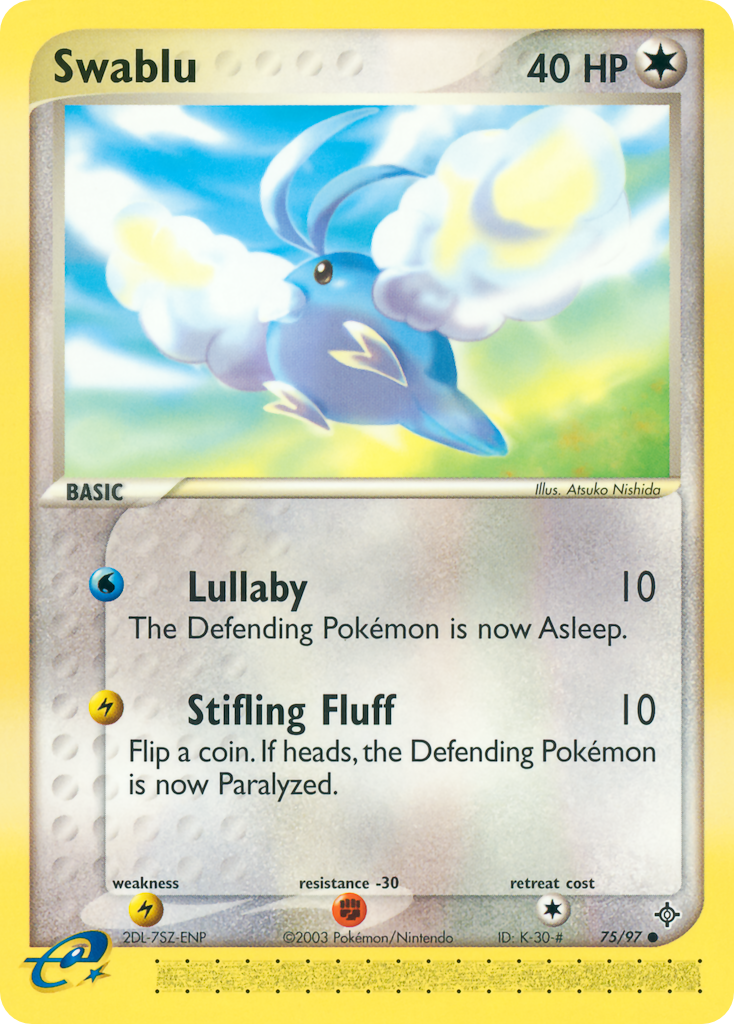 Swablu
40 HP
BASIC
Illus. Atsuko Nishida
Lullaby 10
The Defending Pokémon is now Asleep.
Stifling Fluff 10
Flip a coin. If heads, the Defending Pokémon
is now Paralyzed.
weakness resistance -30 retreat cost
2DL-7SZ-ENP ©2003 Pokémon/Nintendo ID: K-30-# 75/97
e